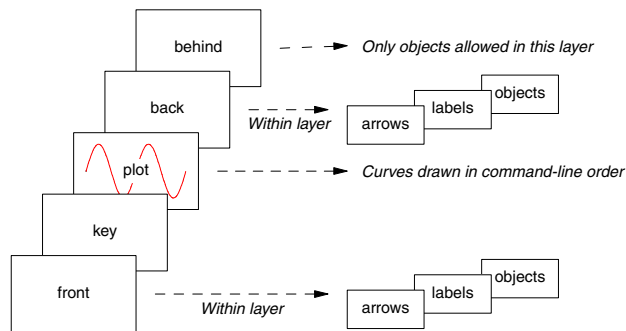 behind
Only objects allowed in this layer
back
Within layer
arrows
labels
objects
plot
Curves drawn in command-line order
key
front
Within layer
arrows
labels
objects